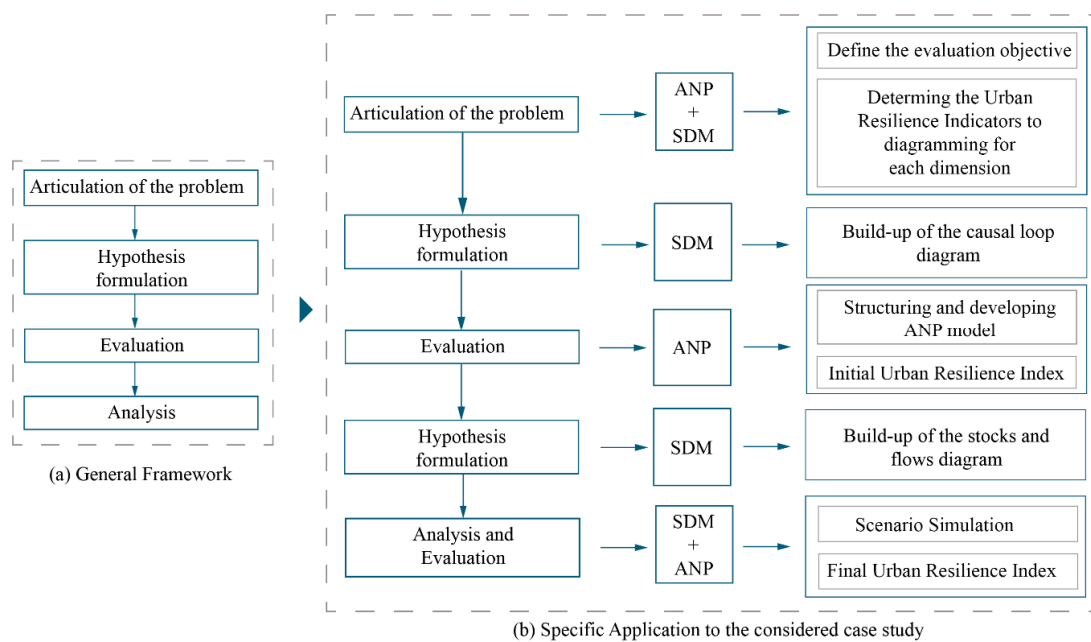 Articulation of the problem
Hypothesis
formulation
Evaluation
Analysis
(a) General Framework
Articulation of the problem
ANP
+
SDM
Define the evaluation objective
Determing the Urban
Resilience Indicators to
diagramming for
each dimension
Hypothesis
formulation
SDM
Build-up of the causal loop
diagram
Evaluation
ANP
Structuring and developing
ANP model
Initial Urban Resilience Index
Hypothesis
formulation
SDM
Build-up of the stocks and
flows diagram
Analysis and
Evaluation
SDM
+
ANP
Scenario Simulation
Final Urban Resilience Index
(b) Specific Application to the considered case study